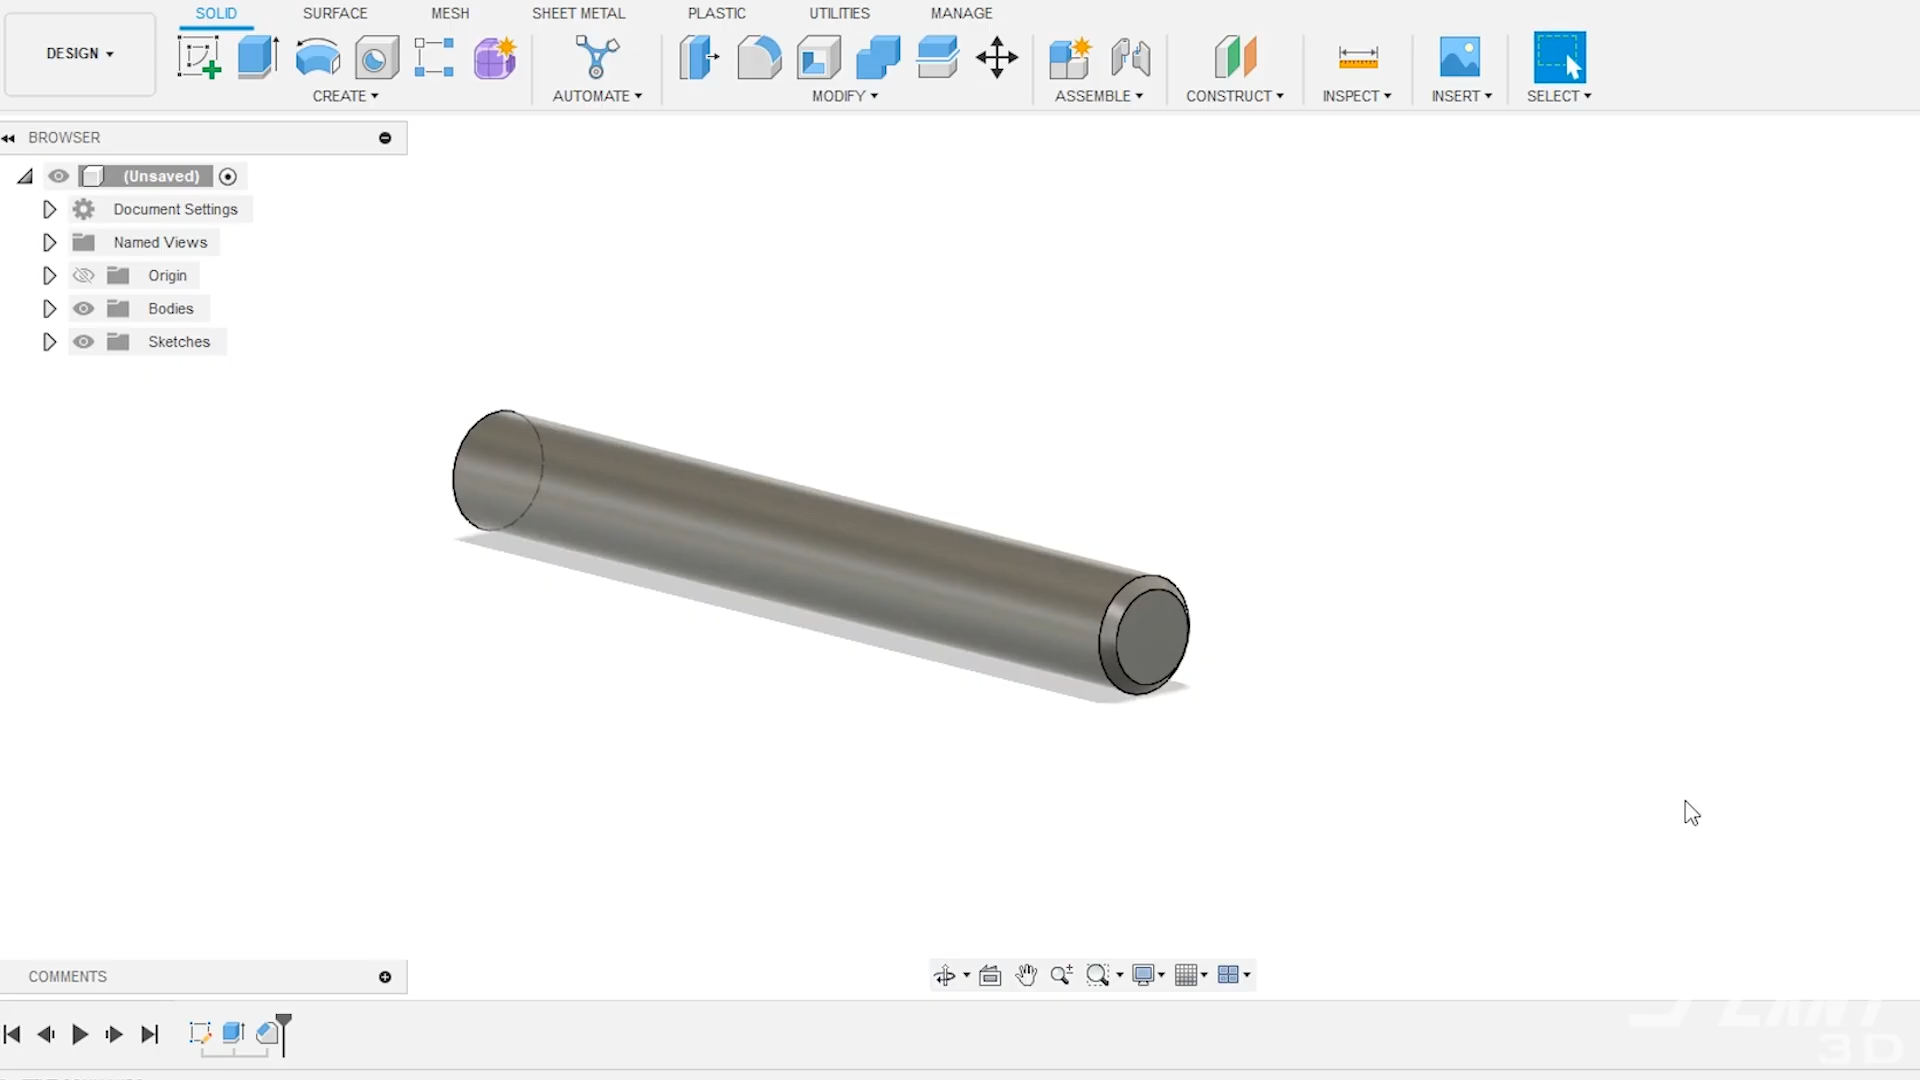 SOLID SURFACE MESH SHEET METAL PLASTIC UTILITIES MANAGE
DESIGN
CREATE AUTOMATE MODIFY ASSEMBLE CONSTRUCT INSPECT INSERT SELECT
BROWSER
(Unsaved)
Document Settings
Named Views
Origin
Bodies
Sketches
COMMENTS
3D